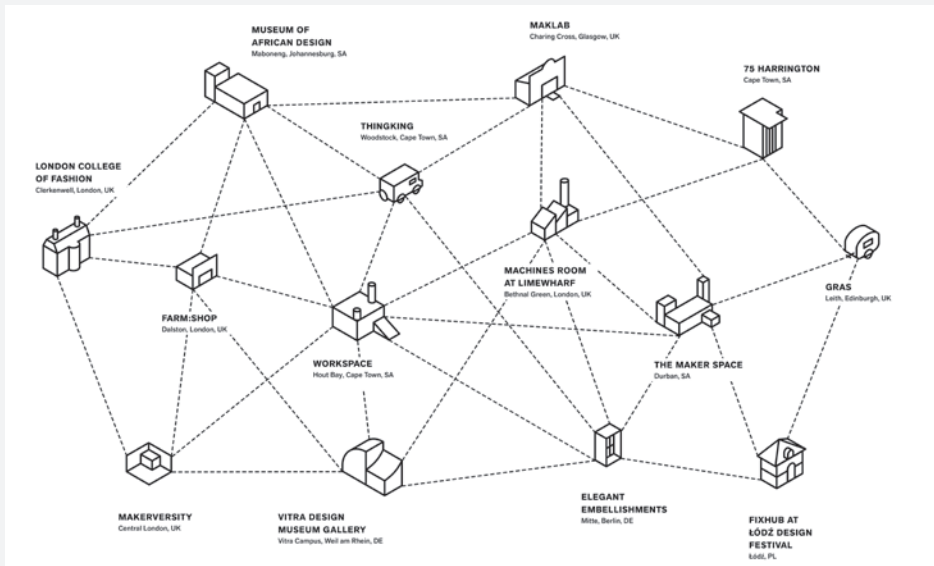 MUSEUM OF
AFRICAN DESIGN
Maboneng, Johannesburg, SA
MAKLAB
Charing Cross, Glasgow, UK
75 HARRINGTON
Cape Town, SA
THINGKING
Woodstock, Cape Town, SA
LONDON COLLEGE
OF FASHION
Clerkenwell, London, UK
MACHINES ROOM
AT LIMEWHARF
Bethnal Green, London, UK
GRAS
Leith, Edinburgh, UK
FARM:SHOP
Dalston, London, UK
WORKSPACE
Hout Bay, Cape Town, SA
THE MAKER SPACE
Durban, SA
MAKERVERSITY
Central London, UK
VITRA DESIGN
MUSEUM GALLERY
Vitra Campus, Weil am Rhein, DE
ELEGANT
EMBELLISHMENTS
Mitte, Berlin, DE
FIXHUB AT
ŁÓDŹ DESIGN
FESTIVAL
Łódź, PL